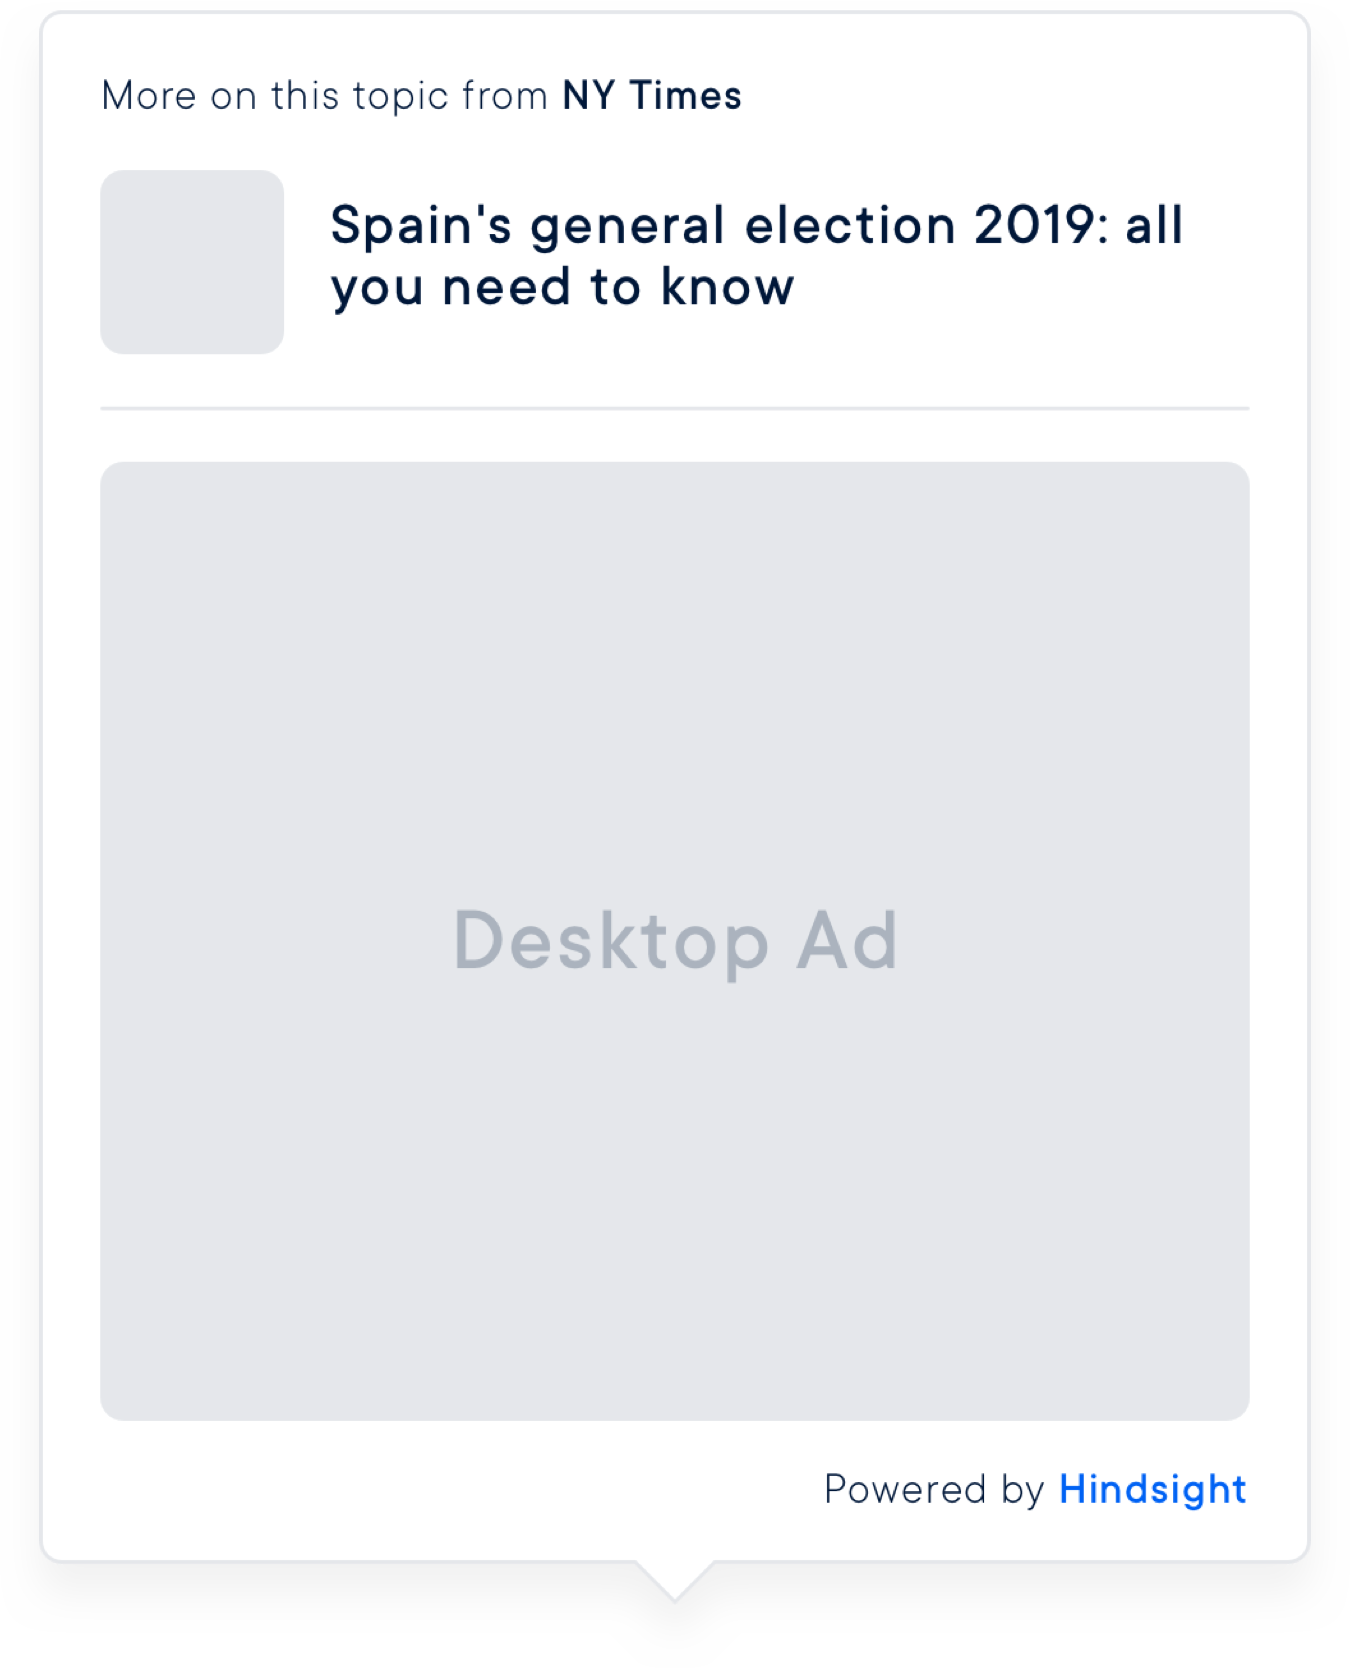 More on this topic from NY Times
Spain's general election 2019: all
you need to know
Desktop Ad
Powered by Hindsight